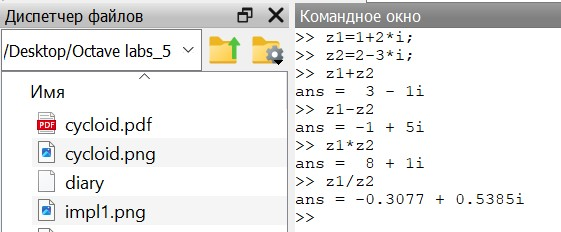 Диспетчер файлов
/Desktop/Octave labs_5
Имя
PDF
cycloid.pdf
cycloid.png
diary
impl1.png
Командное окно
>> z1=1+2*i;
>> z2=2-3*i;
>> z1+z2
ans =  3 - 1i
>> z1-z2
ans = -1 + 5i
>> z1*z2
ans =  8 + 1i
>> z1/z2
ans = -0.3077 + 0.5385i
>>